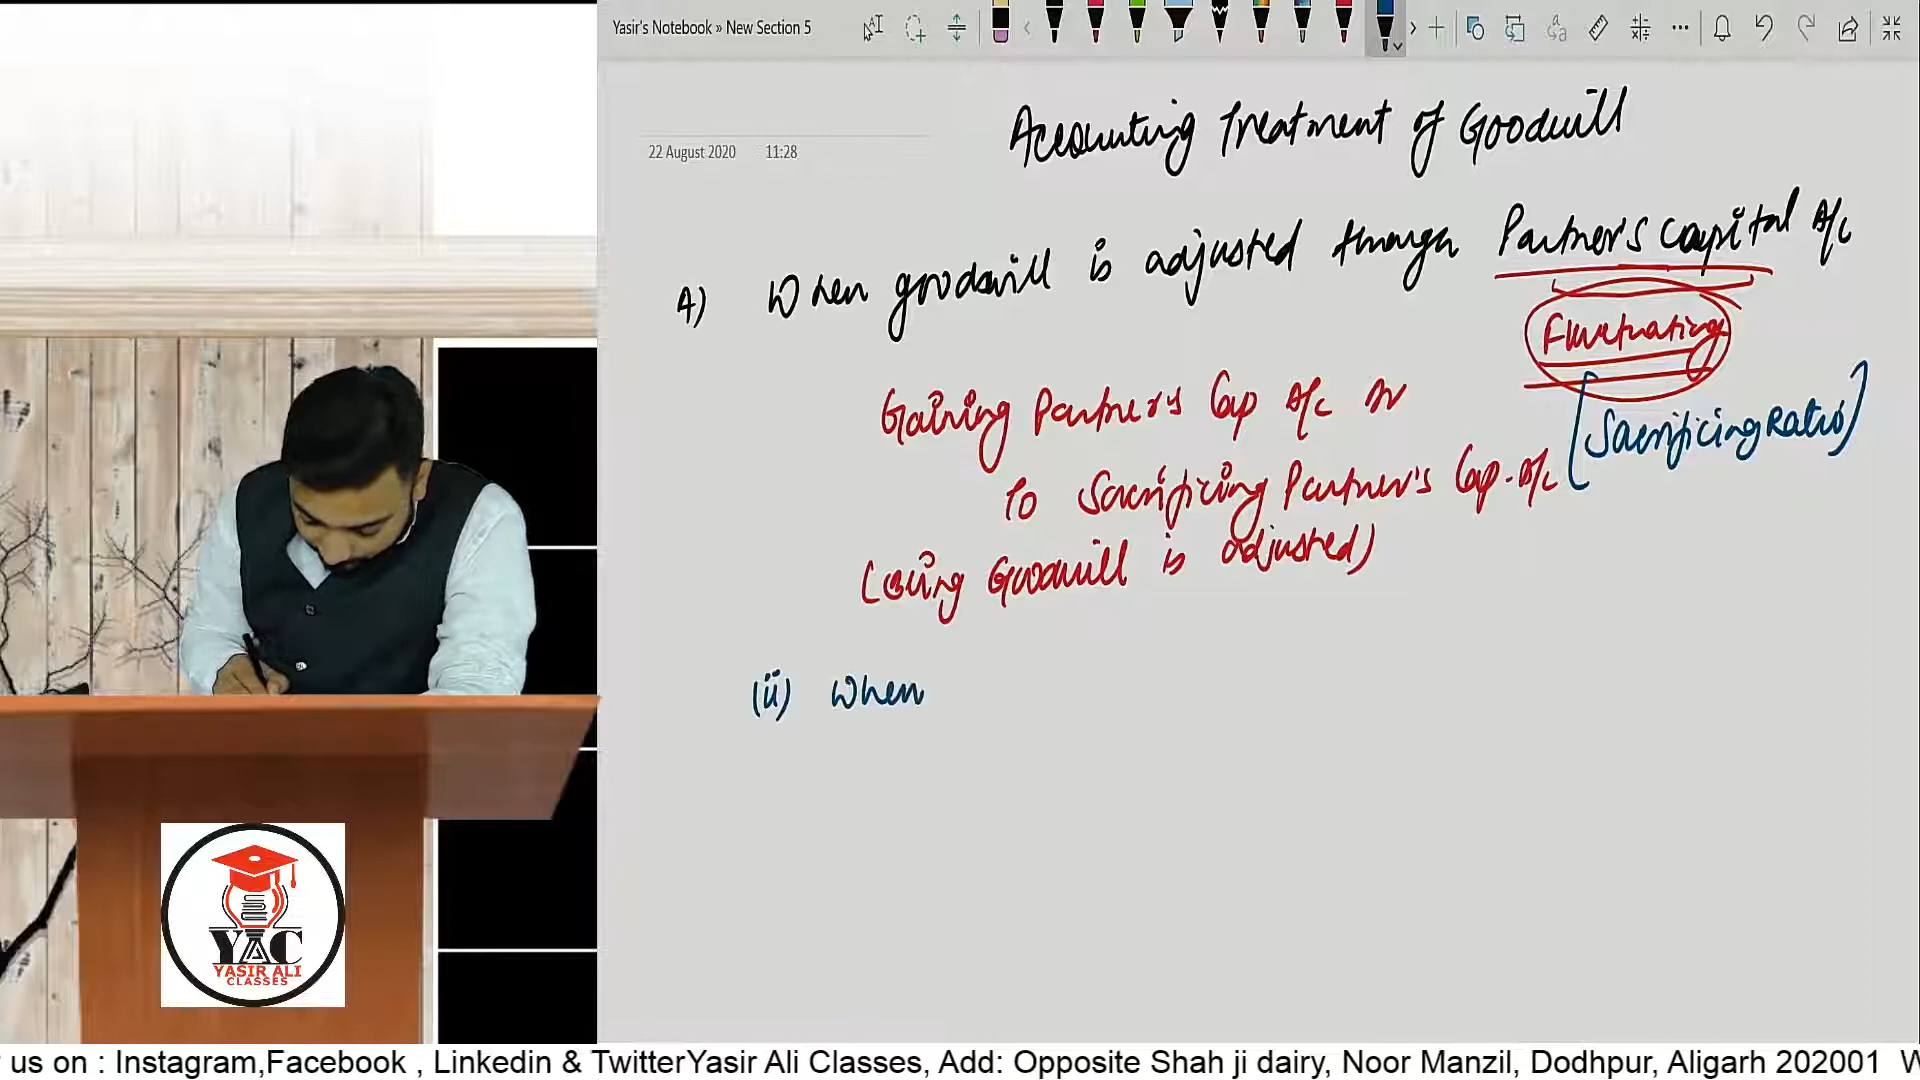 Yasir's Notebook » New Section 5
22 August 2020 11:28
Accounting Treatment of Goodwill
A) When goodwill is adjusted through Partner's Capital A/c
Fluctuating
Gaining Partner's Cap A/c Dr
[Sacrificing Ratio]
To Sacrificing Partner's Cap. A/c
(Being Goodwill is adjusted)
(ii) When
YAC
YASIR ALI
CLASSES
us on : Instagram,Facebook , Linkedin & TwitterYasir Ali Classes, Add: Opposite Shah ji dairy, Noor Manzil, Dodhpur, Aligarh 202001 W